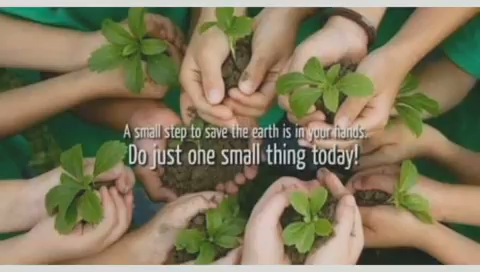 A small step to save the earth is in your hands.
Do just one small thing today!